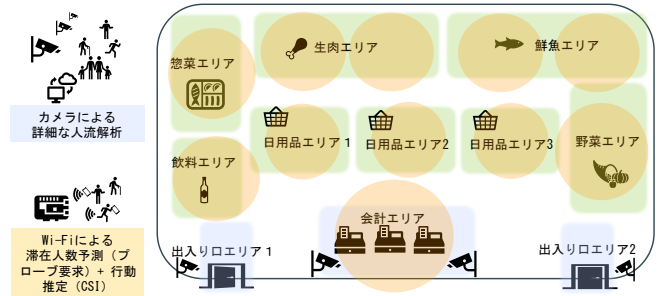 カメラによる
詳細な人流解析
Wi-Fiによる
滞在人数予測（プ
ローブ要求）+ 行動
推定（CSI）
生肉エリア
鮮魚エリア
惣菜エリア
日用品エリア1
日用品エリア2
日用品エリア3
野菜エリア
飲料エリア
会計エリア
出入り口エリア1
出入り口エリア2